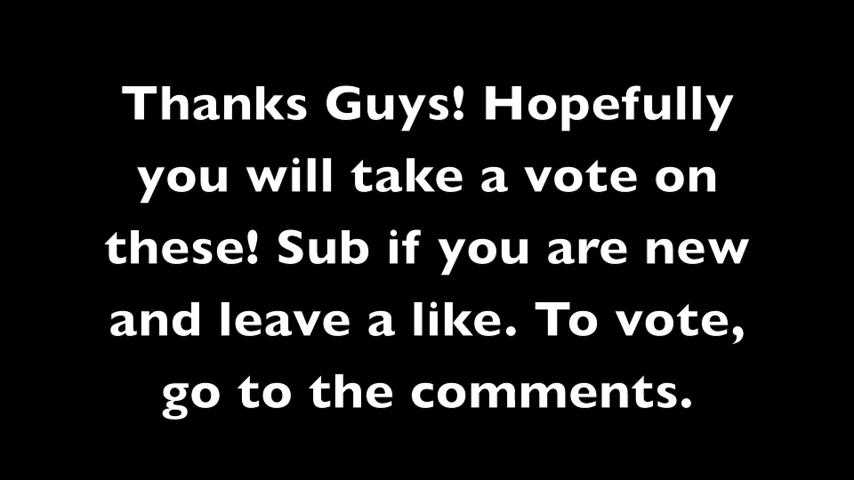 Thanks Guys! Hopefully
you will take a vote on
these! Sub if you are new
and leave a like. To vote,
go to the comments.